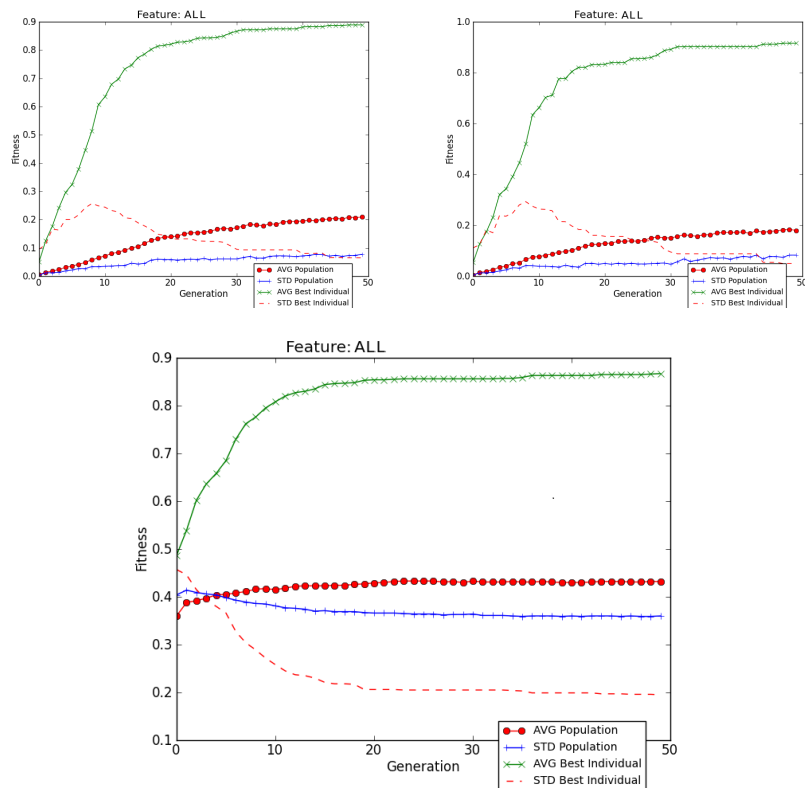 Feature: ALL
Fitness
0.9
0.8
0.7
0.6
0.5
0.4
0.3
0.2
0.1
0.0
0
10
20
30
50
Generation
AVG Population
STD Population
AVG Best Individual
STD Best Individual
Feature: ALL
Fitness
1.0
0.8
0.6
0.4
0.2
0.0
0
10
20
30
50
Generation
AVG Population
STD Population
AVG Best Individual
STD Best Individual
Feature: ALL
Fitness
0.9
0.8
0.7
0.6
0.5
0.4
0.3
0.2
0.1
0
10
20
30
50
Generation
AVG Population
STD Population
AVG Best Individual
STD Best Individual